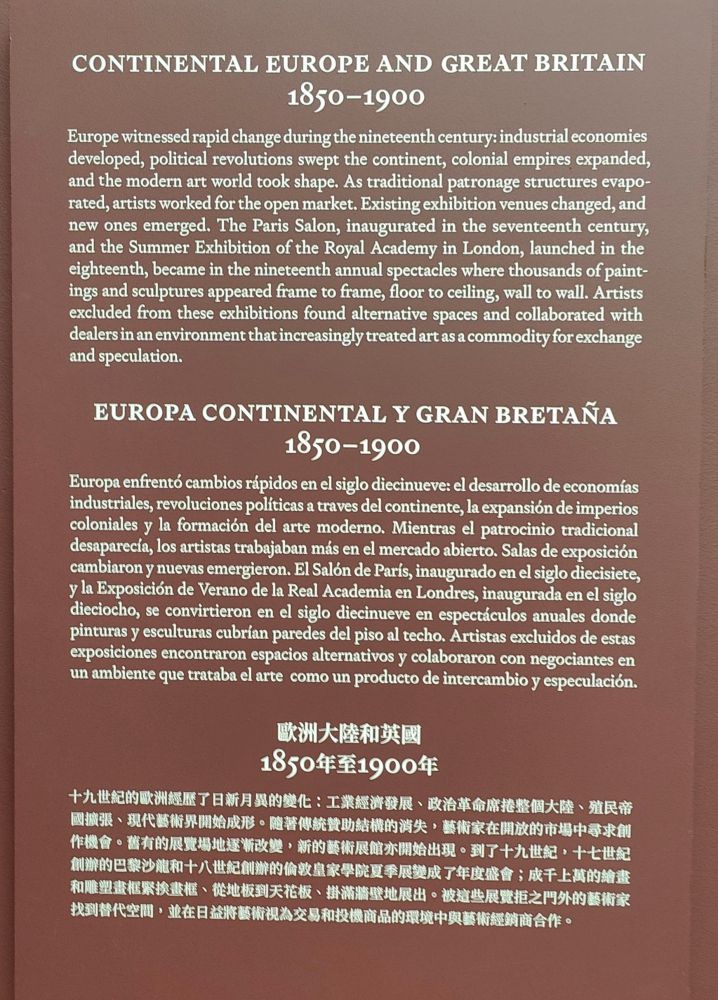 CONTINENTAL EUROPE AND GREAT BRITAIN
1850–1900
Europe witnessed rapid change during the nineteenth century: industrial economies
developed, political revolutions swept the continent, colonial empires expanded,
and the modern art world took shape. As traditional patronage structures evapo-
rated, artists worked for the open market. Existing exhibition venues changed, and
new ones emerged. The Paris Salon, inaugurated in the seventeenth century,
and the Summer Exhibition of the Royal Academy in London, launched in the
eighteenth, became in the nineteenth annual spectacles where thousands of paint-
ings and sculptures appeared frame to frame, floor to ceiling, wall to wall. Artists
excluded from these exhibitions found alternative spaces and collaborated with
dealers in an environment that increasingly treated art as a commodity for exchange
and speculation.
EUROPA CONTINENTAL Y GRAN BRETAÑA
1850–1900
Europa enfrentó cambios rápidos en el siglo diecinueve: el desarrollo de economías
industriales, revoluciones políticas a traves del continente, la expansión de imperios
coloniales y la formación del arte moderno. Mientras el patrocinio tradicional
desaparecía, los artistas trabajaban más en el mercado abierto. Salas de exposición
cambiaron y nuevas emergieron. El Salón de París, inaugurado en el siglo diecisiete,
y la Exposición de Verano de la Real Academia en Londres, inaugurada en el siglo
dieciocho, se convirtieron en el siglo diecinueve en espectáculos anuales donde
pinturas y esculturas cubrían paredes del piso al techo. Artistas excluidos de estas
exposiciones encontraron espacios alternativos y colaboraron con negociantes en
un ambiente que trataba el arte como un producto de intercambio y especulación.
歐洲大陸和英國
1850年至1900年
十九世紀的歐洲經歷了日新月異的變化；工業經濟發展、政治革命席捲整個大陸、殖民帝
國擴張、現代藝術界開始成形。隨著傳統贊助結構的消失，藝術家在開放的市場中尋求創
作機會。舊有的展覽場地逐漸改變，新的藝術展館亦開始出現。到了十九世紀，十七世紀
創辦的巴黎沙龍和十八世紀創辦的倫敦皇家學院夏季展變成了年度盛會；成千上萬的繪畫
和雕塑畫框緊挨畫框、從地板到天花板、掛滿牆壁地展出。被這些展覽拒之門外的藝術家
找到替代空間，並在日益將藝術視為交易和投機商品的環境中與藝術經銷商合作。